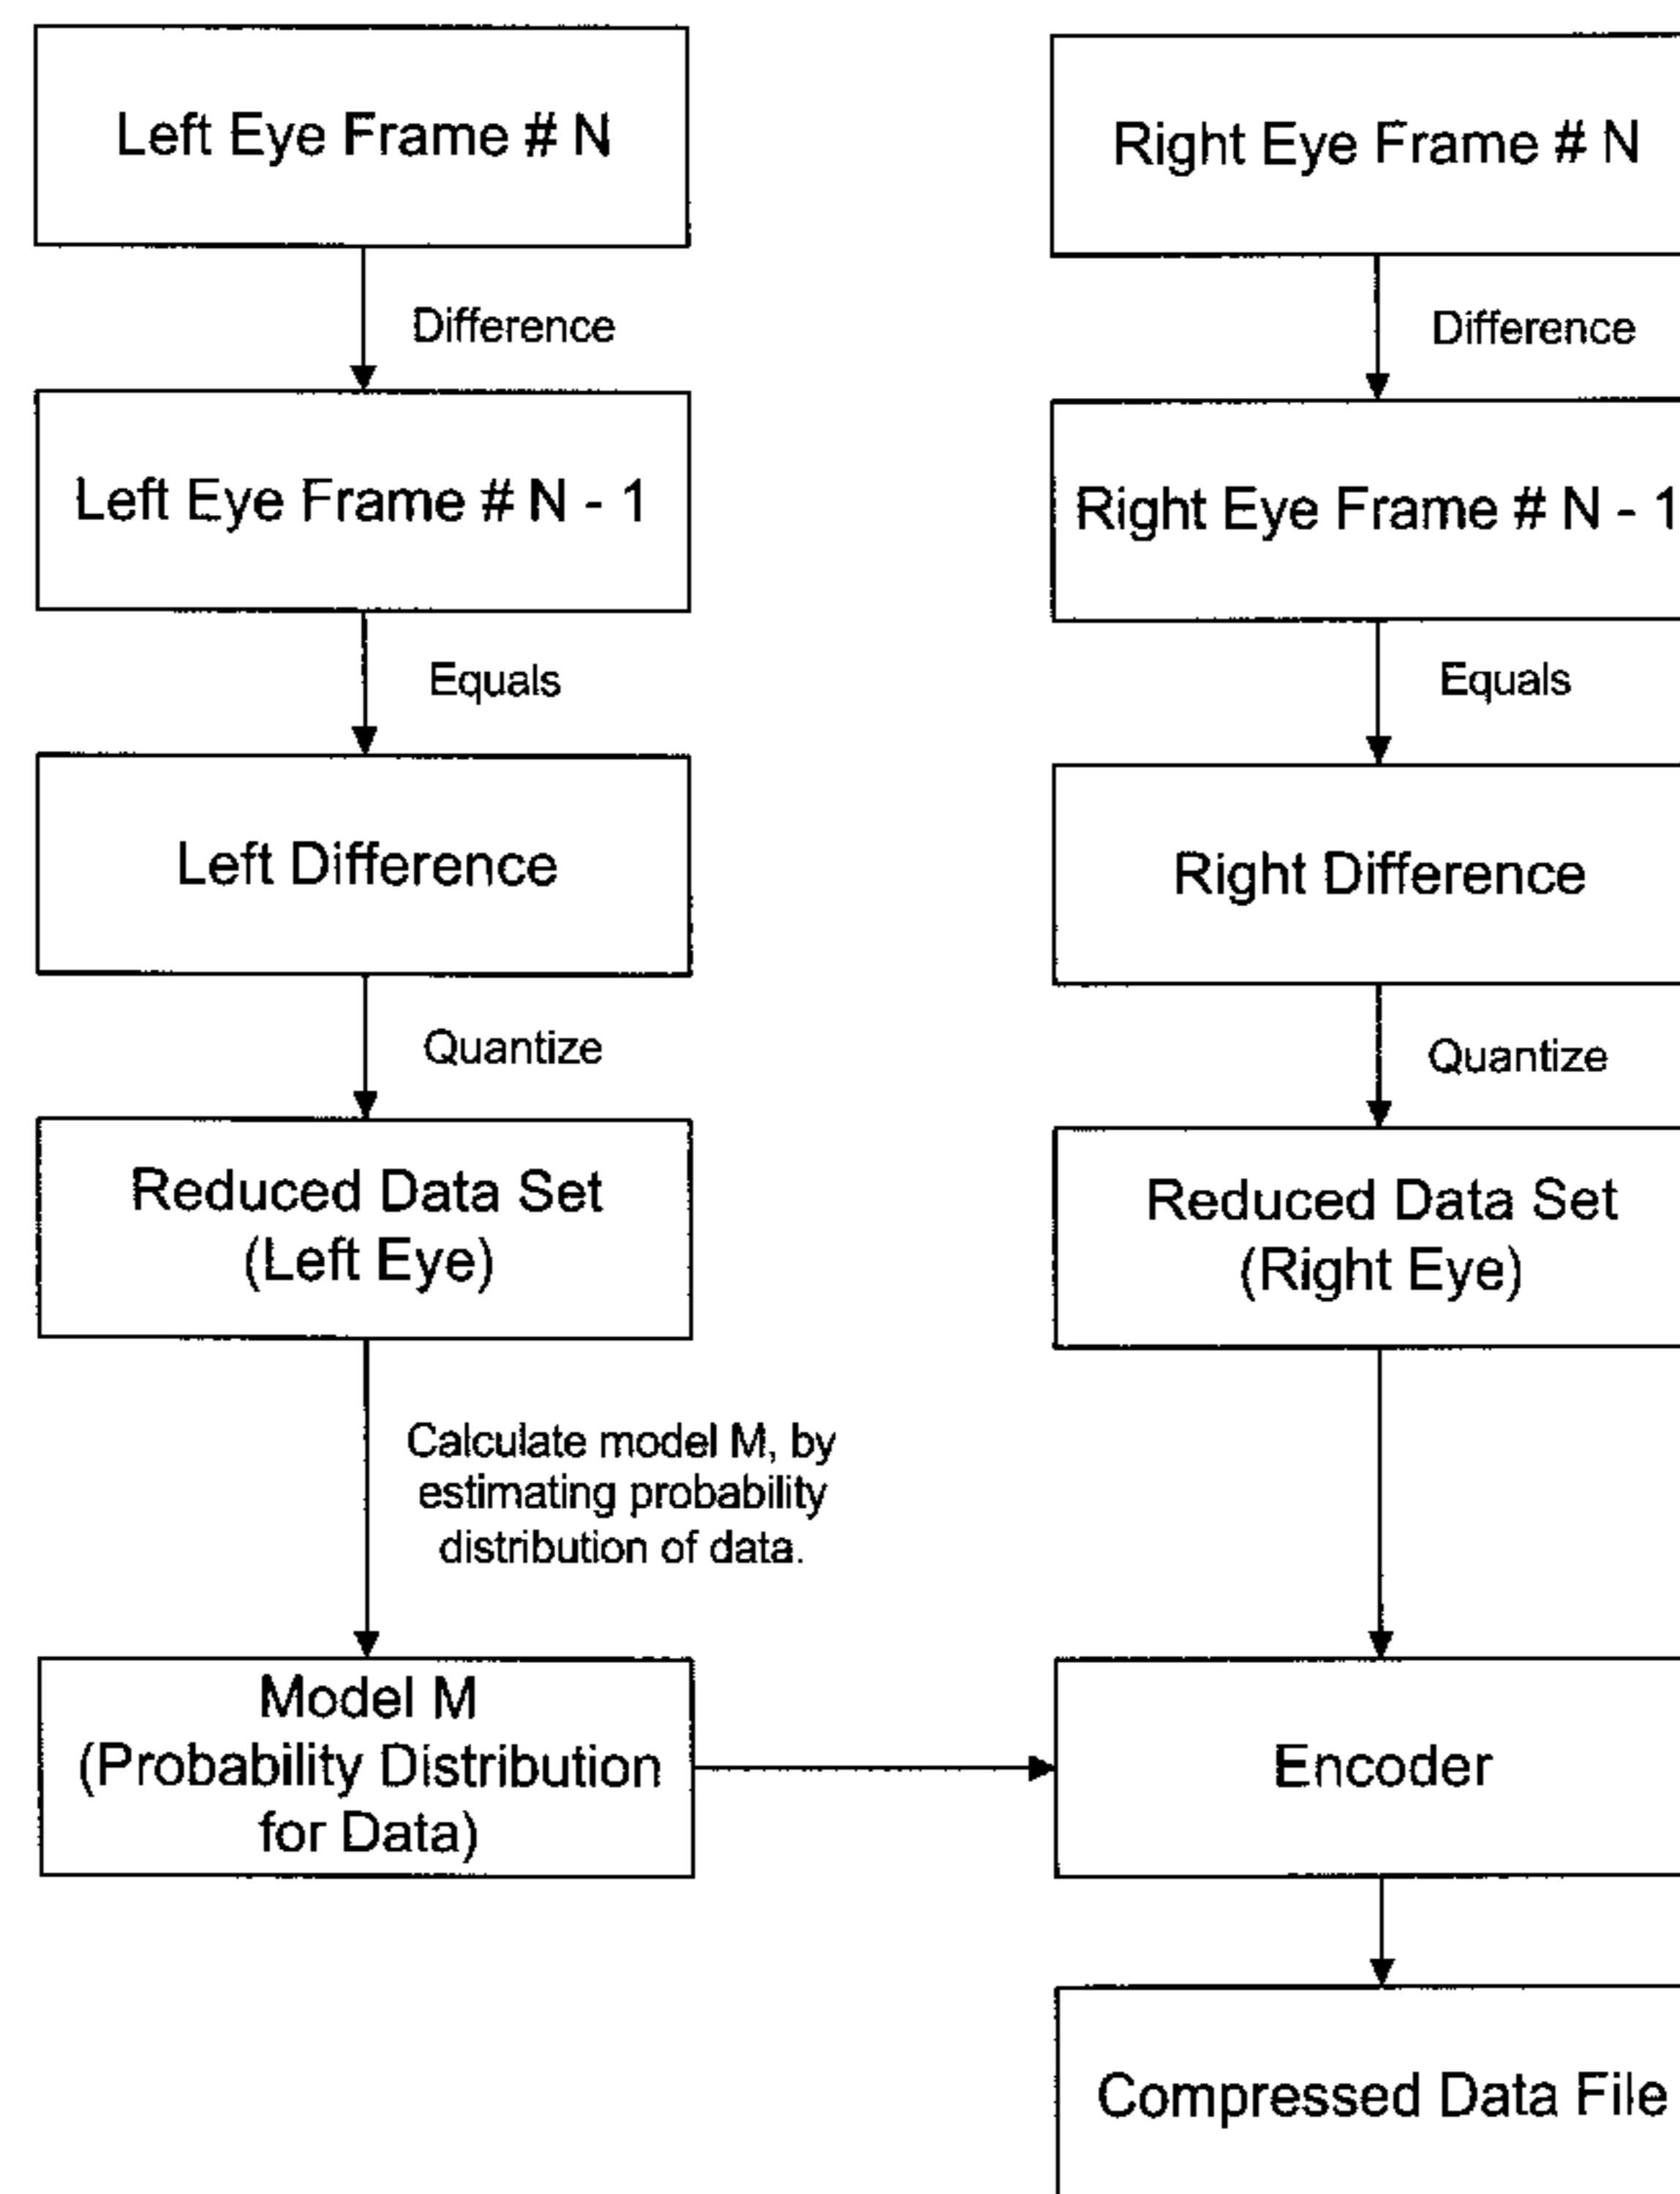 Left Eye Frame # N
Difference
Left Eye Frame # N - 1
Equals
Left Difference
Quantize
Reduced Data Set
(Left Eye)
Calculate model M, by
estimating probability
distribution of data.
Model M
(Probability Distribution
for Data)
Right Eye Frame # N
Difference
Right Eye Frame # N - 1
Equals
Right Difference
Quantize
Reduced Data Set
(Right Eye)
Encoder
Compressed Data File